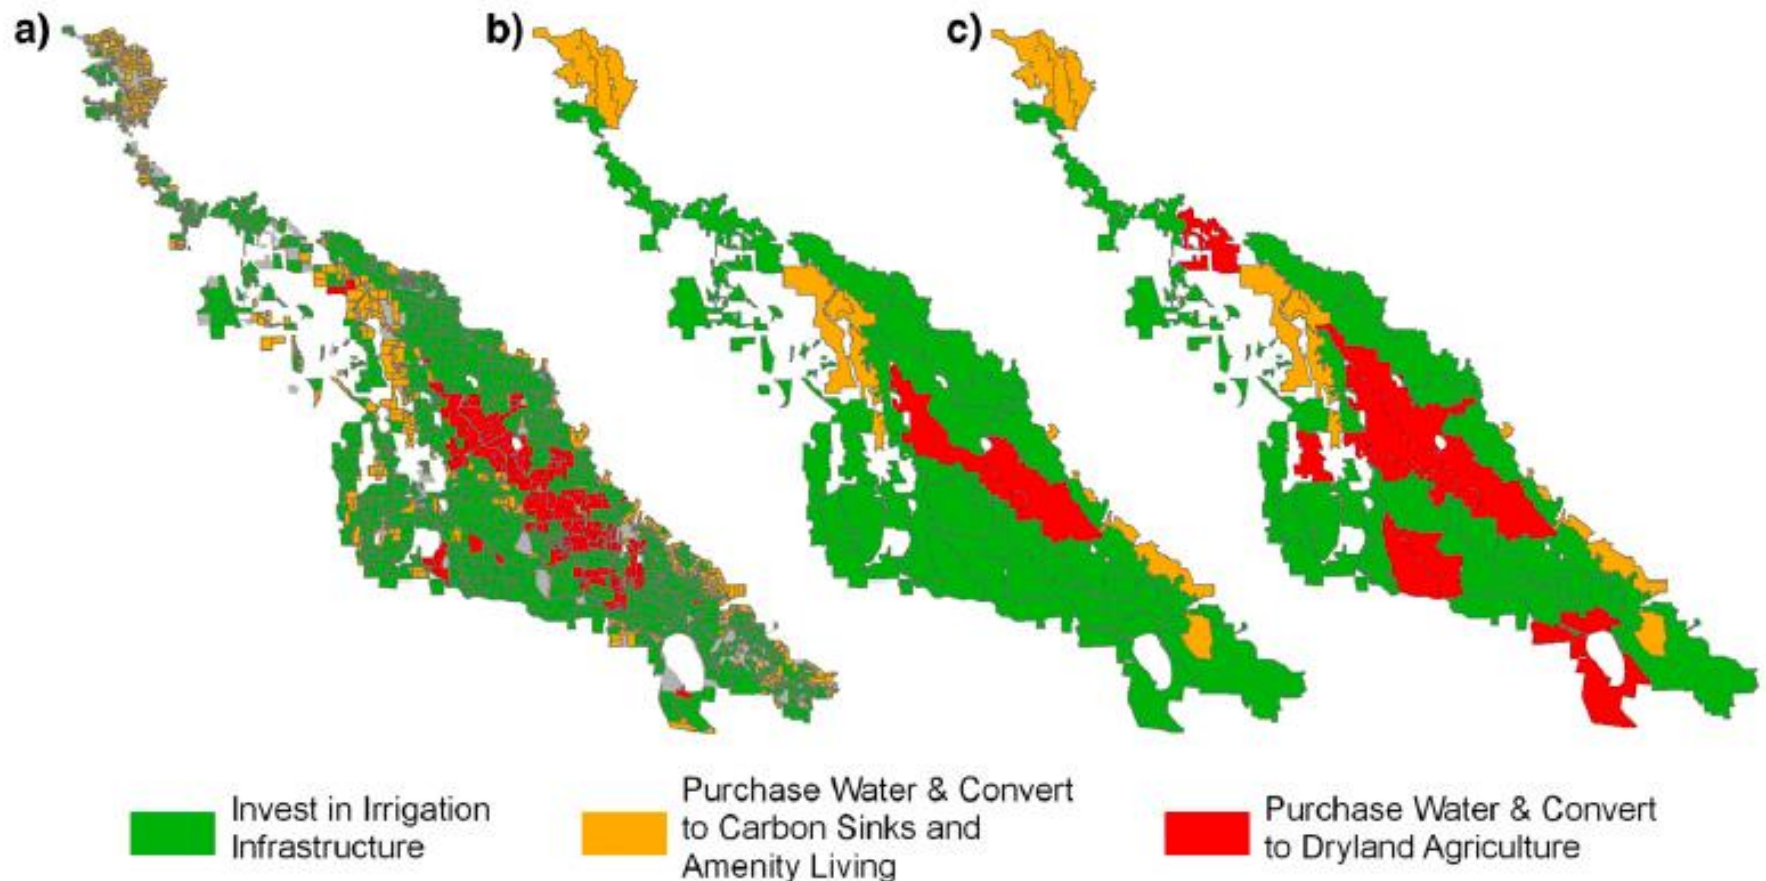 a)
b)
c)
Invest in Irrigation
Infrastructure
Purchase Water & Convert
to Carbon Sinks and
Amenity Living
Purchase Water & Convert
to Dryland Agriculture